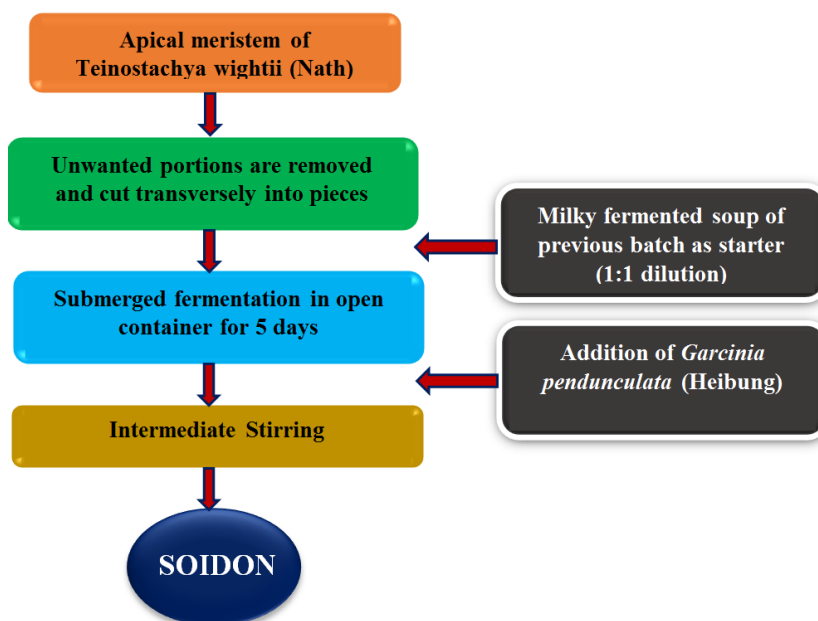 Apical meristem of
Teinostachya wightii (Nath)
Unwanted portions are removed
and cut transversely into pieces
Milky fermented soup of
previous batch as starter
(1:1 dilution)
Submerged fermentation in open
container for 5 days
Addition of Garcinia
pendunculata (Heibung)
Intermediate Stirring
SOIDON